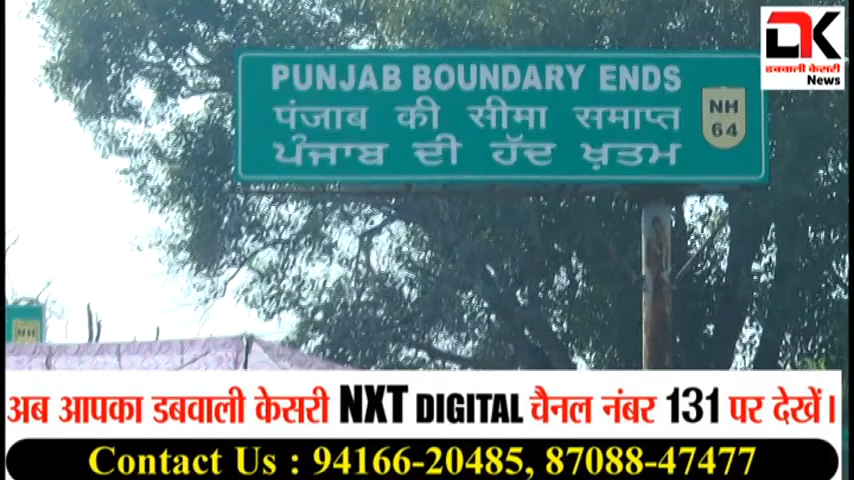 DK
डबवाली केसरी
News
PUNJAB BOUNDARY ENDS
पंजाब की सीमा समाप्त
ਪੰਜਾਬ ਦੀ ਹੱਦ ਖ਼ਤਮ
NH
64
NH
अब आपका डबवाली केसरी NXT DIGITAL चैनल नंबर 131 पर देखें।
Contact Us : 94166-20485, 87088-47477